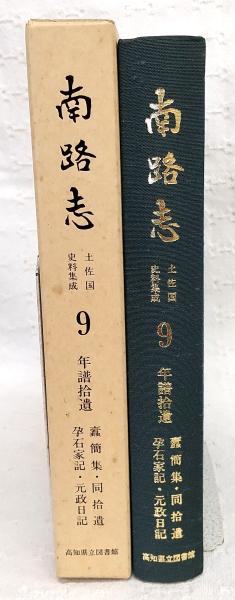 南路志
土佐国
史料集成
9
年譜拾遺
蠧簡集・同拾遺
孕石家記・元政日記
高知県立図書館
南路志
土佐国
史料集成
9
年譜拾遺
蠧簡集・同拾遺
孕石家記・元政日記
高知県立図書館